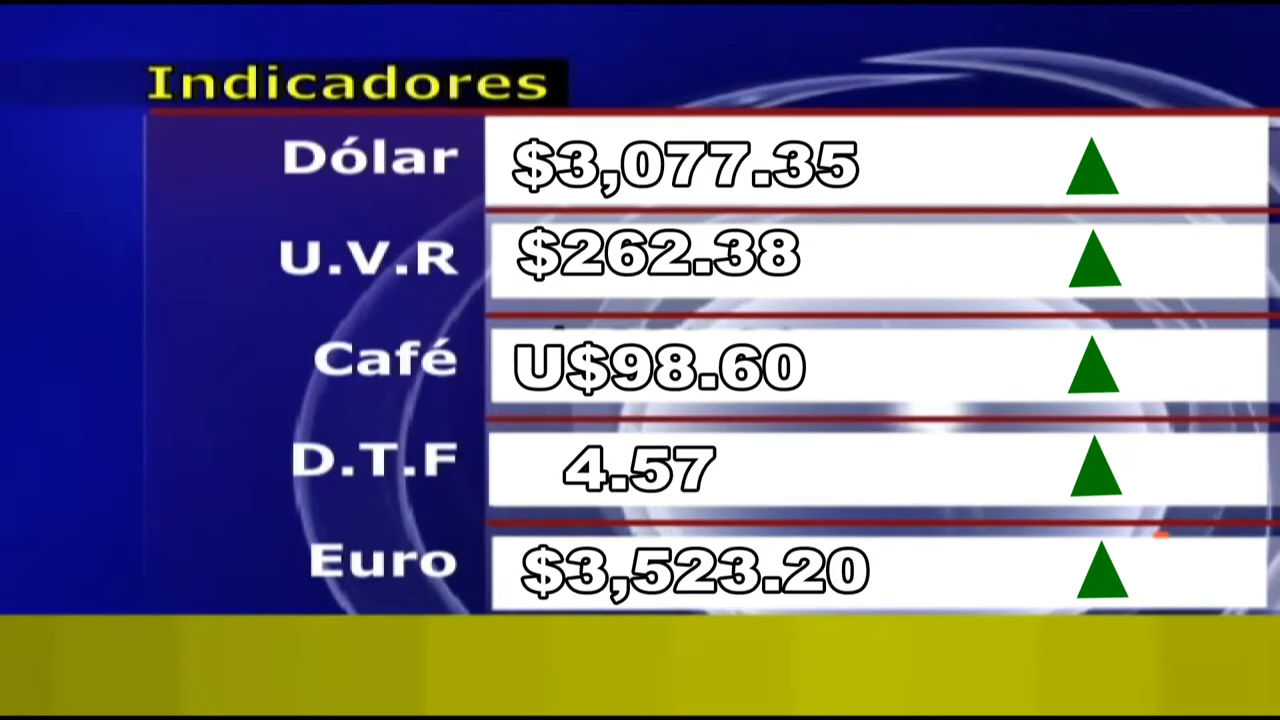 Indicadores
Dólar $3,077.35
U.V.R $262.38
Café U$98.60
D.T.F 4.57
Euro $3,523.20